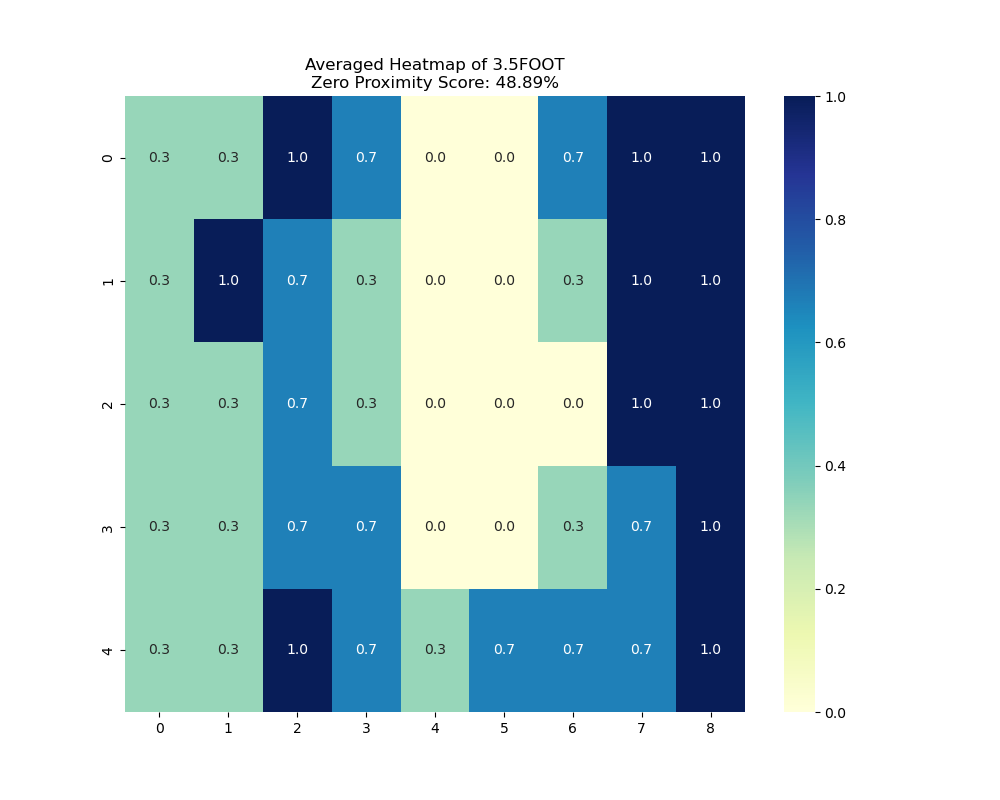 Averaged Heatmap of 3.5FOOT
Zero Proximity Score: 48.89%
0 0.3 0.3 1.0 0.7 0.0 0.0 0.7 1.0 1.0
1 0.3 1.0 0.7 0.3 0.0 0.0 0.3 1.0 1.0
2 0.3 0.3 0.7 0.3 0.0 0.0 0.0 1.0 1.0
3 0.3 0.3 0.7 0.7 0.0 0.0 0.3 0.7 1.0
4 0.3 0.3 1.0 0.7 0.3 0.7 0.7 0.7 1.0
0 1 2 3 4 5 6 7 8
1.0
0.8
0.6
0.4
0.2
0.0